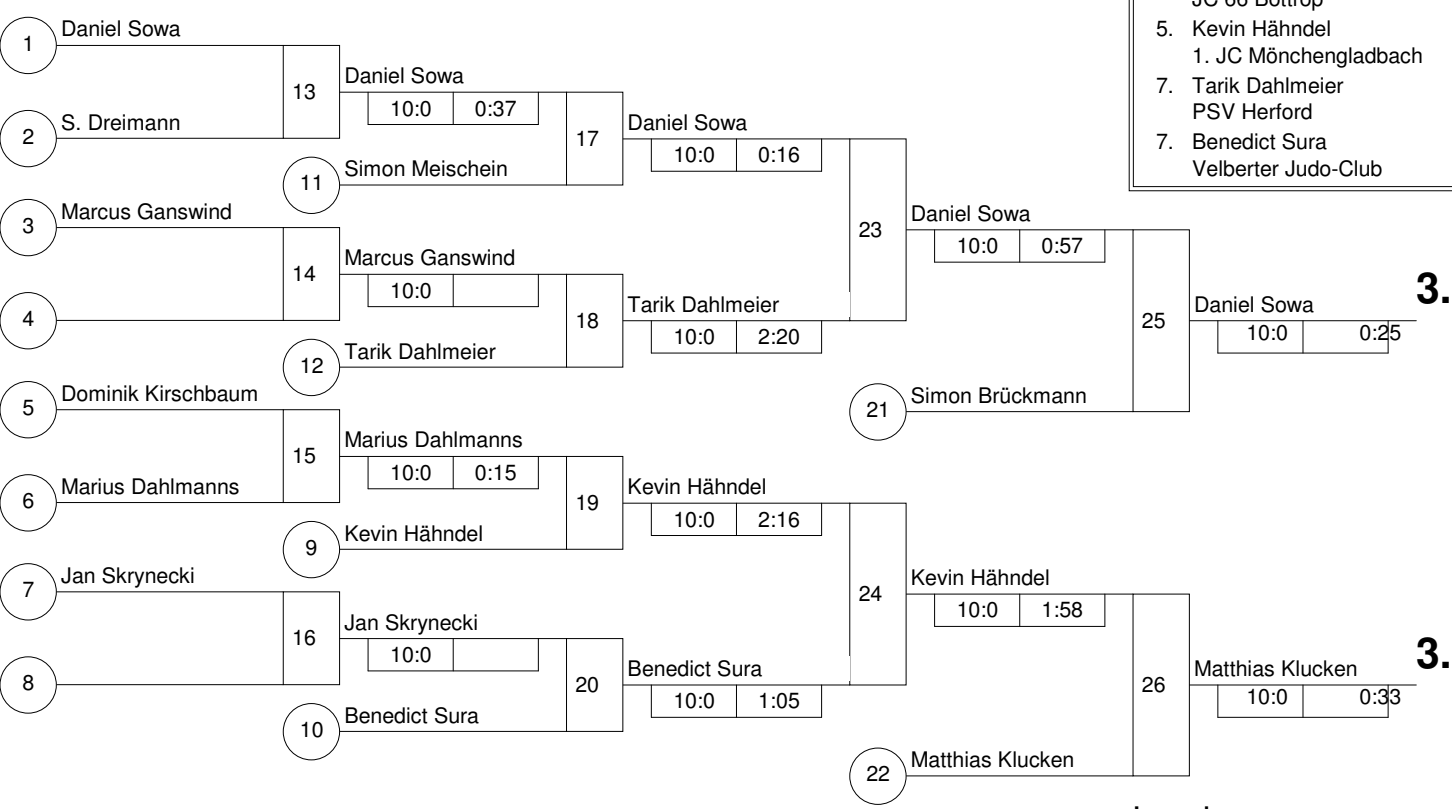 JC 66 Bottrop
1 Daniel Sowa
5. Kevin Hähndel
1. JC Mönchengladbach
13 Daniel Sowa
10:0 0:37
7. Tarik Dahlmeier
PSV Herford
2 S. Dreimann
17 Daniel Sowa
10:0 0:16
7. Benedict Sura
Velberter Judo-Club
11 Simon Meischein
3 Marcus Ganswind
23 Daniel Sowa
10:0 0:57
14 Marcus Ganswind
10:0
3.
4
18 Tarik Dahlmeier
10:0 2:20
25 Daniel Sowa
10:0 0:25
12 Tarik Dahlmeier
5 Dominik Kirschbaum
21 Simon Brückmann
15 Marius Dahlmanns
10:0 0:15
6 Marius Dahlmanns
19 Kevin Hähndel
10:0 2:16
9 Kevin Hähndel
7 Jan Skrynecki
24 Kevin Hähndel
10:0 1:58
16 Jan Skrynecki
10:0
3.
8
20 Benedict Sura
10:0 1:05
26 Matthias Klucken
10:0 0:33
10 Benedict Sura
22 Matthias Klucken